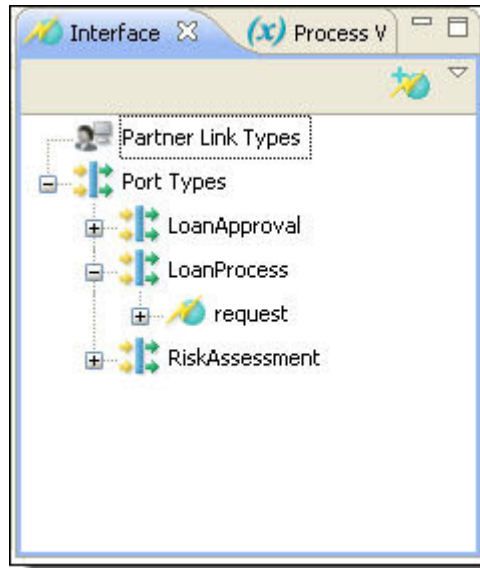 Interface (x) Process V
Partner Link Types
Port Types
LoanApproval
LoanProcess
request
RiskAssessment